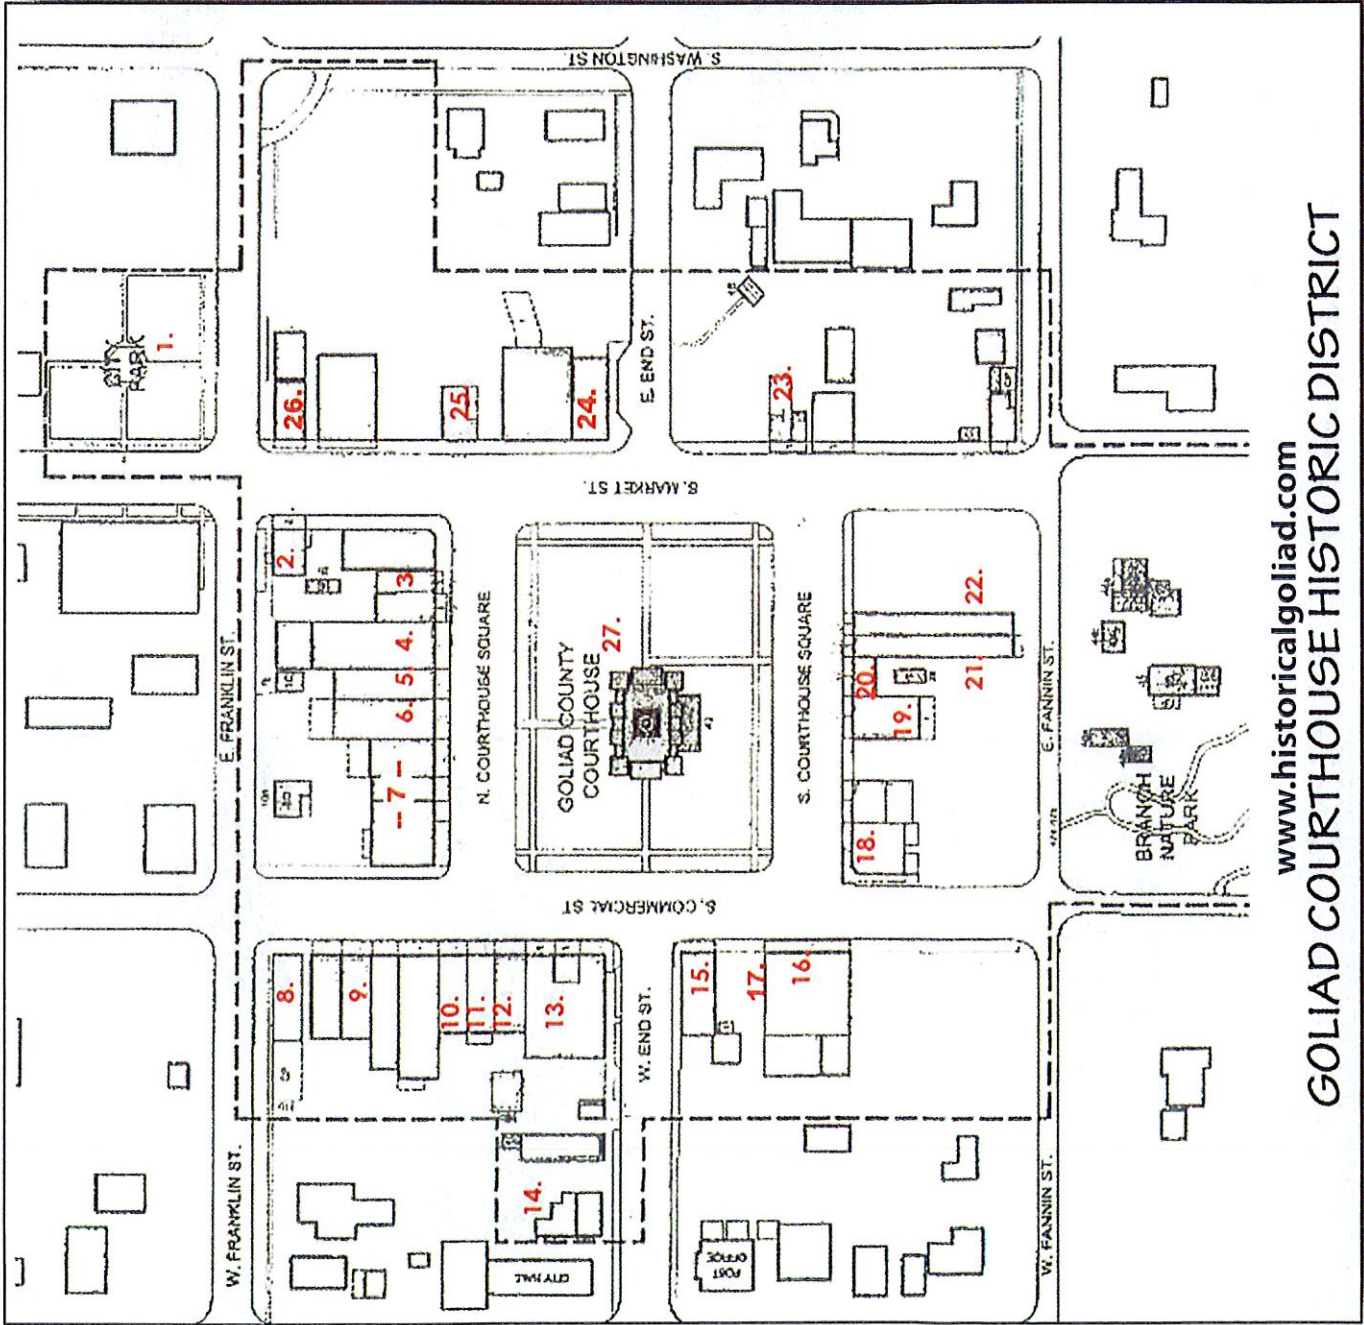 S. WASHINGTON ST.
CITY
PARK
1.
26.
25.
24.
E. END ST.
23.
S. MARKET ST.
E. FRANKLIN ST.
2.
3.
4.
5.
6.
-- 7 --
N. COURTHOUSE SQUARE
GOLIAD COUNTY
COURTHOUSE
27.
S. COURTHOUSE SQUARE
22.
21.
20.
19.
18.
E. FANNIN ST.
BRANCH
NATURE
PARK
S. COMMERCIAL ST
8.
9.
10.
11.
12.
13.
W. END ST.
15.
17.
16.
14.
W. FRANKLIN ST.
CITY HALL
POST
OFFICE
W. FANNIN ST.
www.historicalgoliad.com
GOLIAD COURTHOUSE HISTORIC DISTRICT